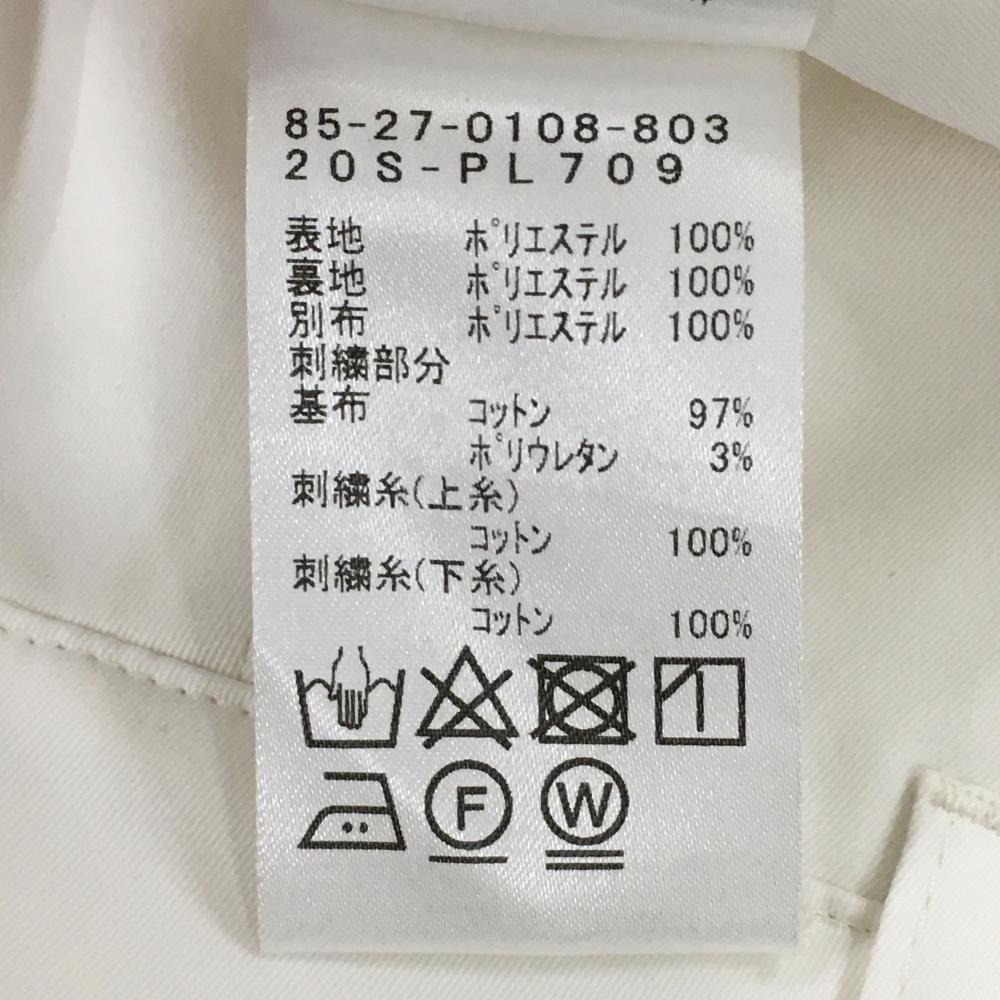 85-27-0108-803
20S-PL709
表地 ﾎﾟﾘｴｽﾃﾙ 100%
裏地 ﾎﾟﾘｴｽﾃﾙ 100%
別布 ﾎﾟﾘｴｽﾃﾙ 100%
刺繍部分
基布 ｺｯﾄﾝ 97%
ﾎﾟﾘｳﾚﾀﾝ 3%
刺繍糸(上糸)
ｺｯﾄﾝ 100%
刺繍糸(下糸)
ｺｯﾄﾝ 100%
F W